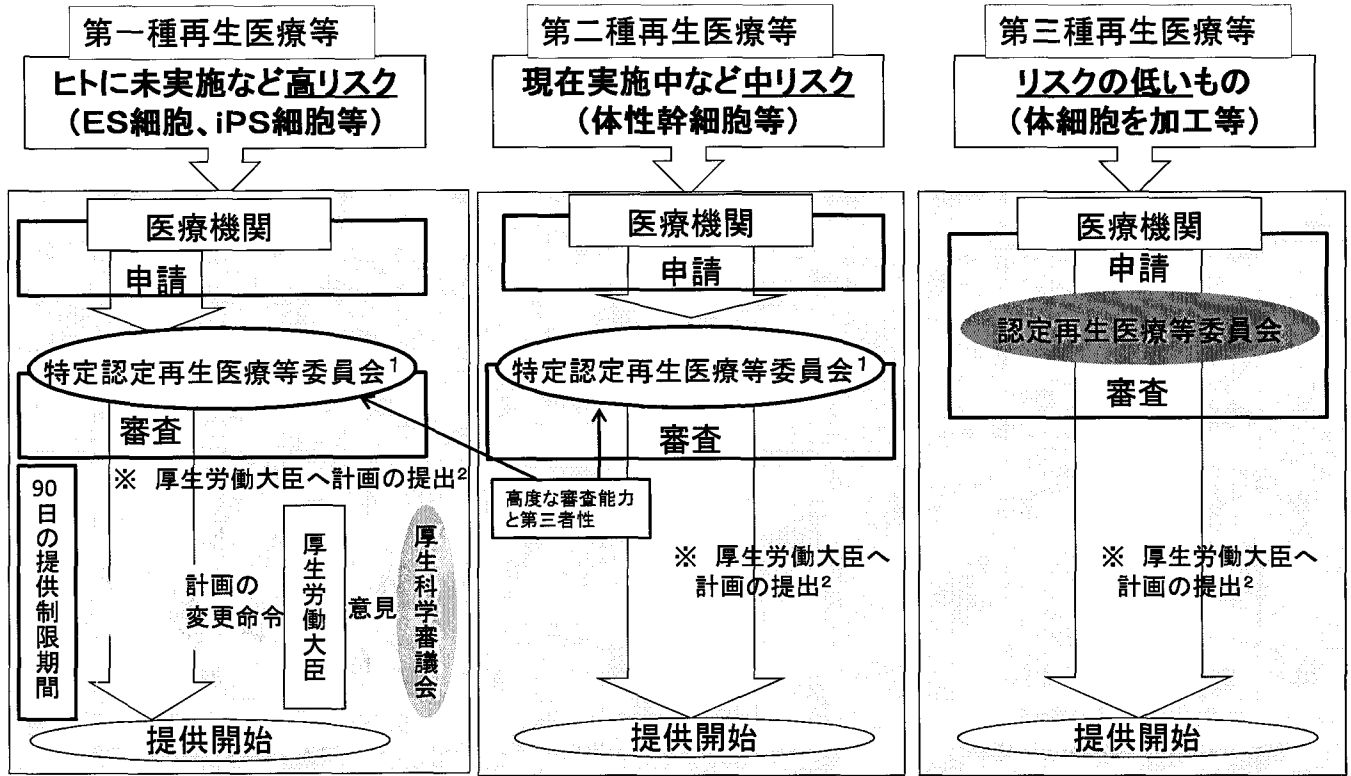 第一種再生医療等
ヒトに未実施など高リスク
（ES細胞、iPS細胞等）
医療機関
申請
特定認定再生医療等委員会1
審査
※ 厚生労働大臣へ計画の提出2
90日の提供制限期間
計画の
変更命令
厚生労働大臣
意見
厚生科学審議会
提供開始
第二種再生医療等
現在実施中など中リスク
（体性幹細胞等）
医療機関
申請
特定認定再生医療等委員会1
審査
高度な審査能力
と第三者性
※ 厚生労働大臣へ
計画の提出2
提供開始
第三種再生医療等
リスクの低いもの
（体細胞を加工等）
医療機関
申請
認定再生医療等委員会
審査
※ 厚生労働大臣へ
計画の提出2
提供開始